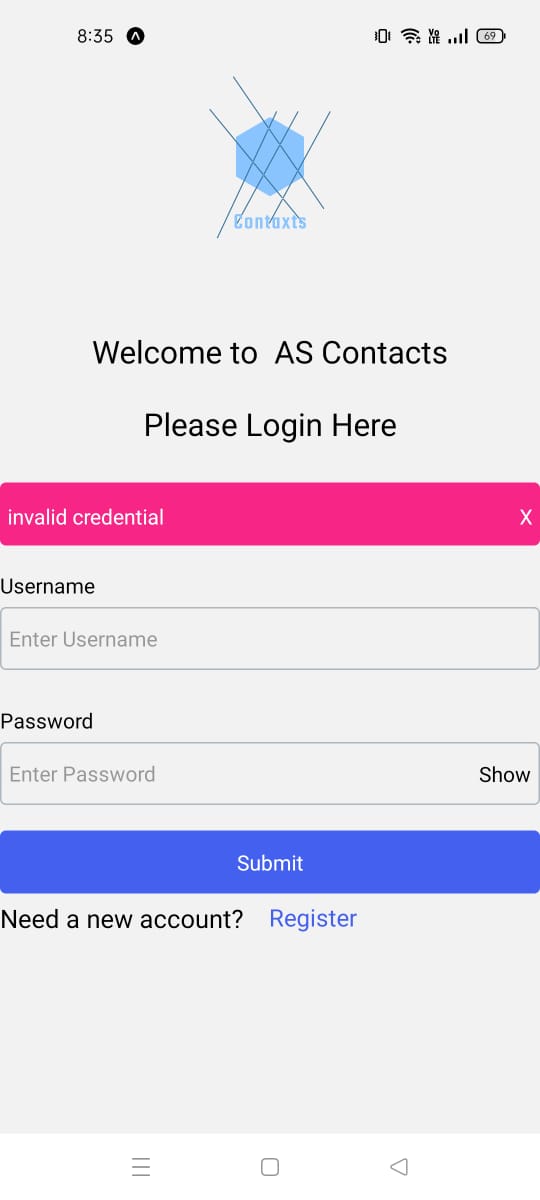 8:35
Vo LTE 69
Contaxts
Welcome to  AS Contacts
Please Login Here
invalid credential X
Username
Enter Username
Password
Enter Password Show
Submit
Need a new account? Register